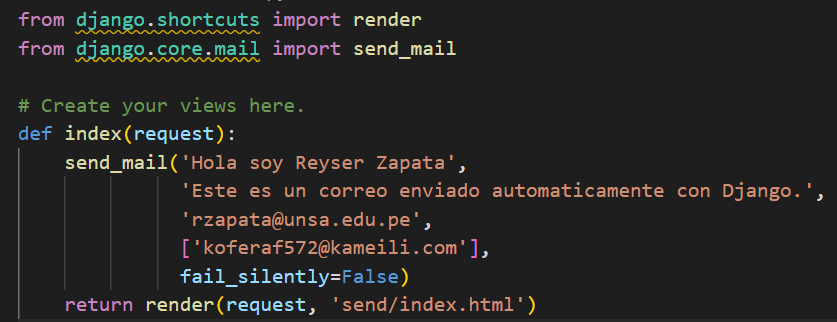 from django.shortcuts import render
from django.core.mail import send_mail
# Create your views here.
def index(request):
send_mail('Hola soy Reyser Zapata',
'Este es un correo enviado automaticamente con Django.',
'rzapata@unsa.edu.pe',
['koferaf572@kameili.com'],
fail_silently=False)
return render(request, 'send/index.html')